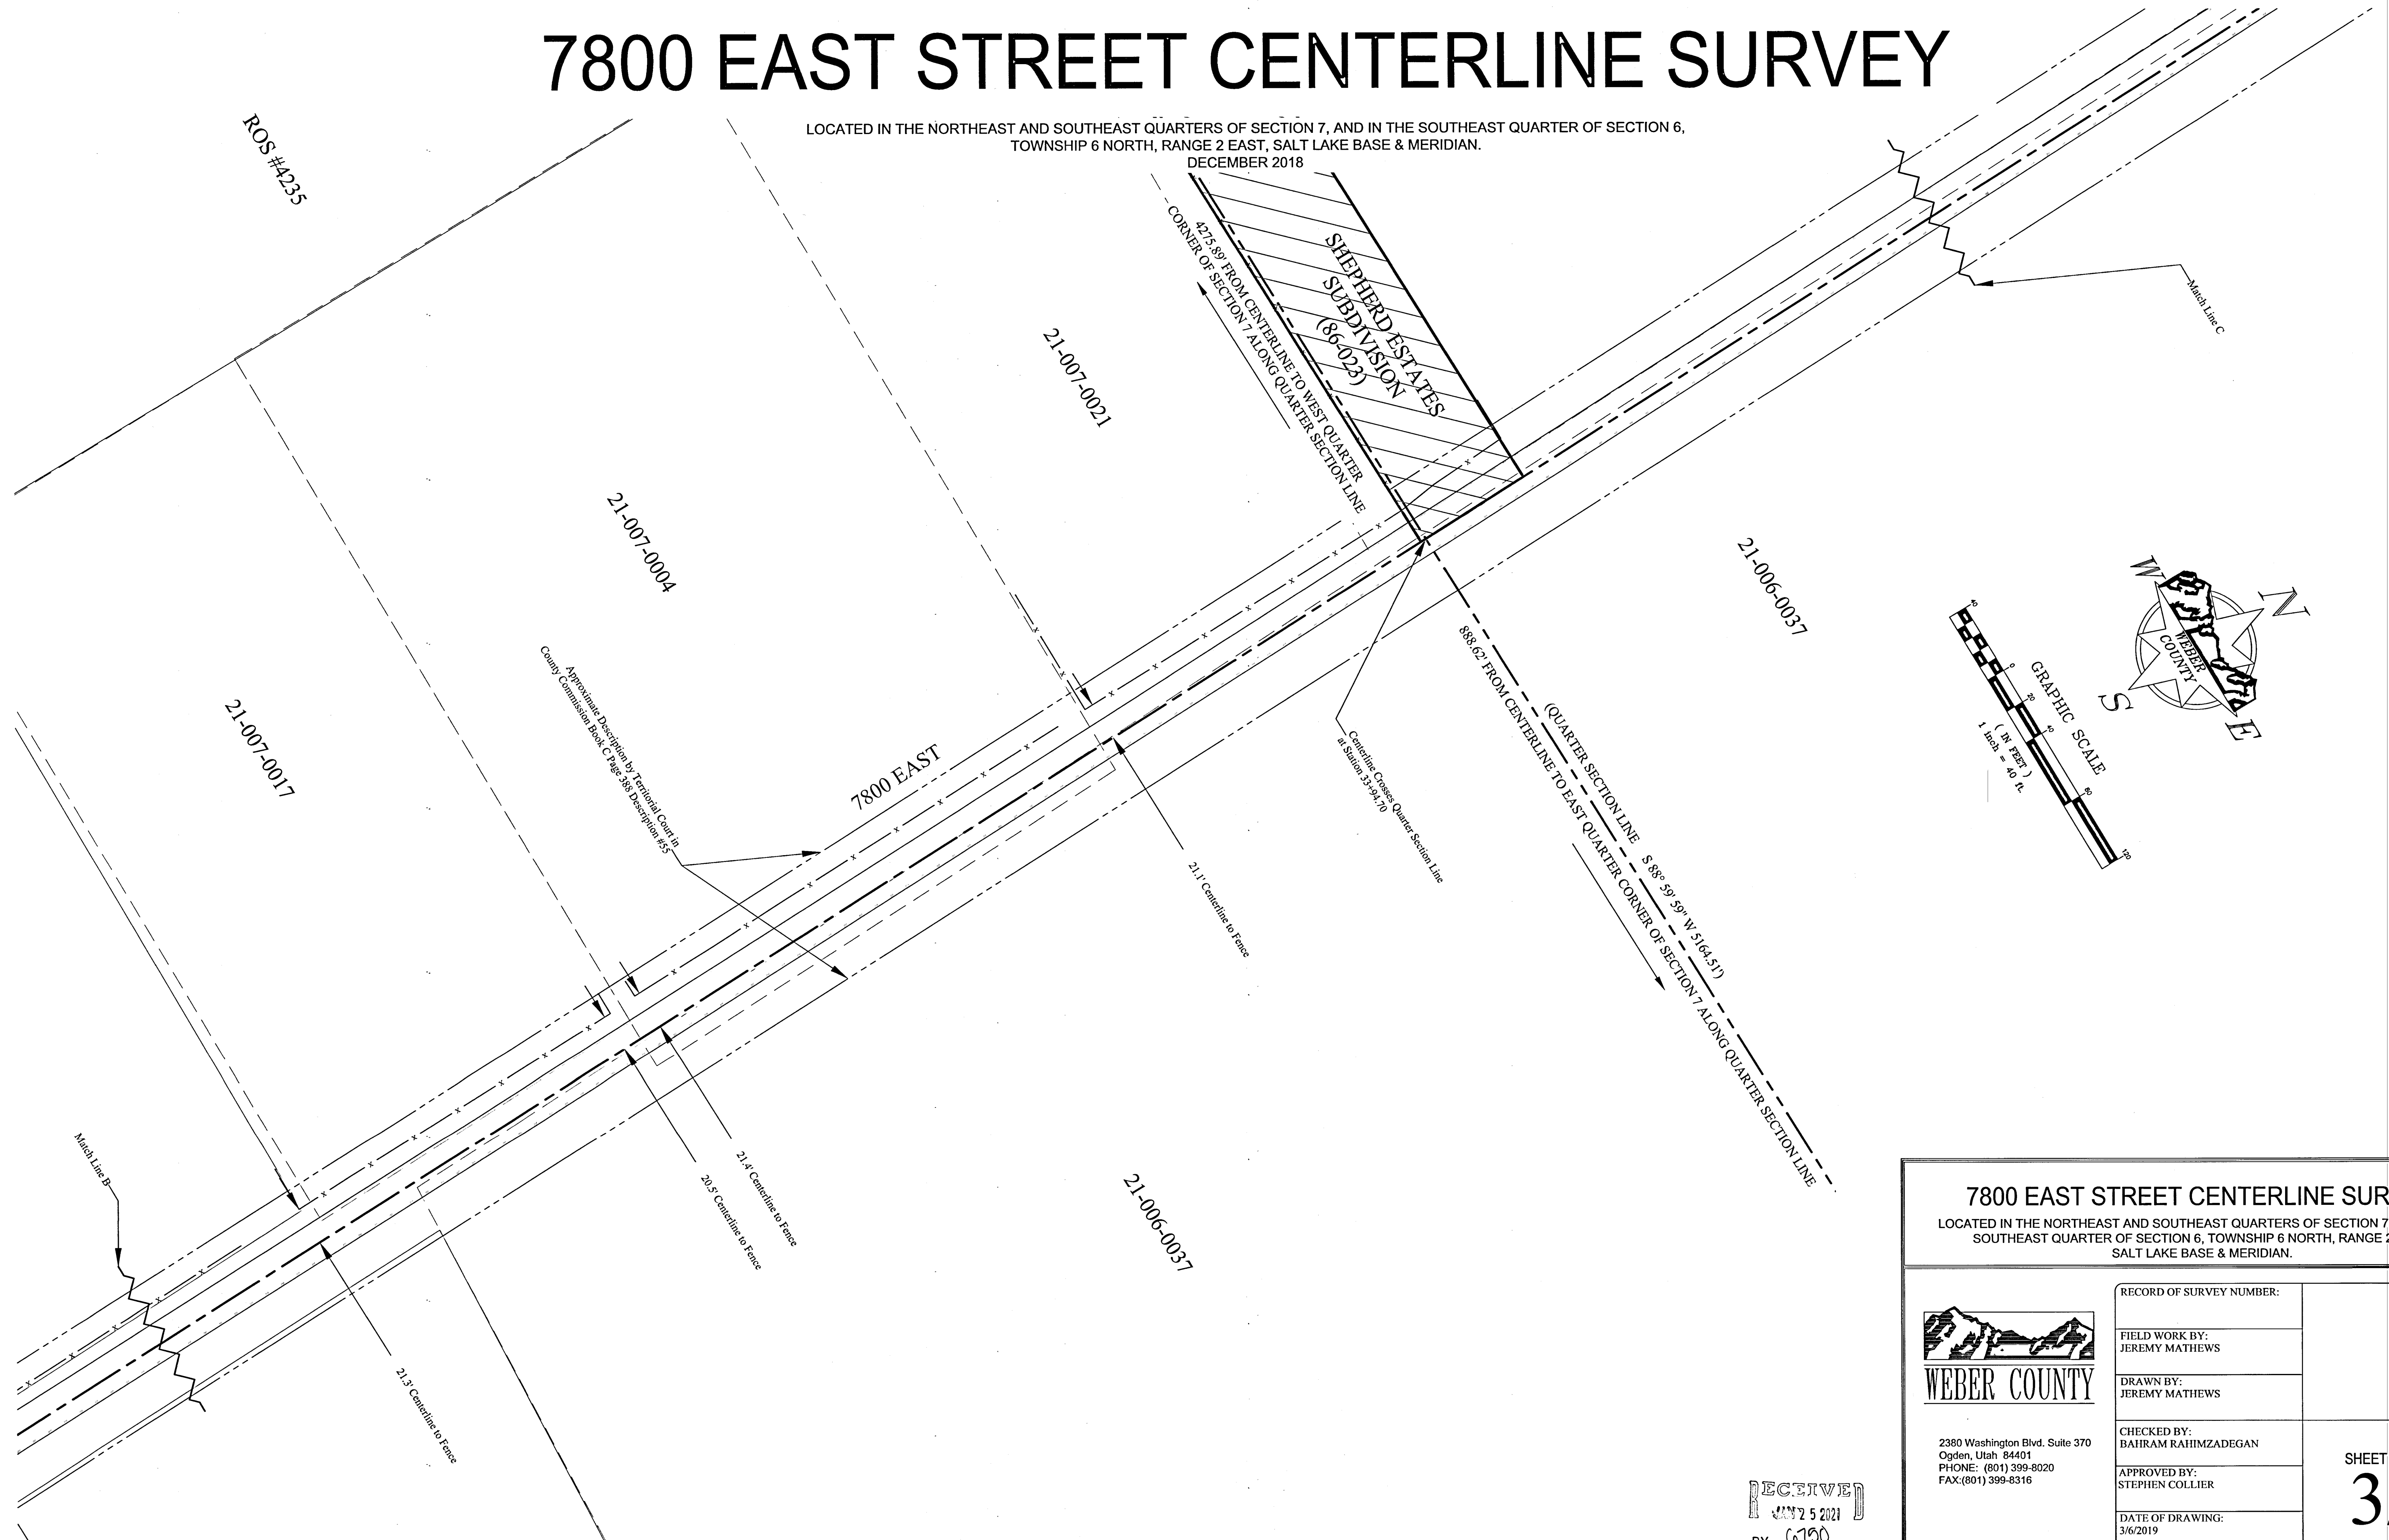 7800 EAST STREET CENTERLINE SURVEY
LOCATED IN THE NORTHEAST AND SOUTHEAST QUARTERS OF SECTION 7, AND IN THE SOUTHEAST QUARTER OF SECTION 6,
TOWNSHIP 6 NORTH, RANGE 2 EAST, SALT LAKE BASE & MERIDIAN.
DECEMBER 2018
ROS #4235
4275.89' FROM CENTERLINE TO WEST QUARTER
CORNER OF SECTION 7 ALONG QUARTER SECTION LINE
SHEPHERD ESTATES
SUBDIVISION
(86-023)
Match Line C
21-007-0021
21-007-0004
21-007-0017
21-006-0037
Approximate Description by Territorial Court in
County Commission Book C Page 388 Description #55
7800 EAST
Centerline Crosses Quarter Section Line
at Station 33+94.70
(QUARTER SECTION LINE S 88° 59' 59" W 5164.51')
888.62' FROM CENTERLINE TO EAST QUARTER CORNER OF SECTION 7 ALONG QUARTER SECTION LINE
W
N
S
E
WEBER
COUNTY
GRAPHIC SCALE
40
0
20
40
80
120
( IN FEET )
1 inch = 40 ft.
21.1' Centerline to Fence
21.4' Centerline to Fence
20.5' Centerline to Fence
21.3' Centerline to Fence
Match Line B
21-006-0037
7800 EAST STREET CENTERLINE SUR
LOCATED IN THE NORTHEAST AND SOUTHEAST QUARTERS OF SECTION 7
SOUTHEAST QUARTER OF SECTION 6, TOWNSHIP 6 NORTH, RANGE 2
SALT LAKE BASE & MERIDIAN.
WEBER COUNTY
2380 Washington Blvd. Suite 370
Ogden, Utah 84401
PHONE: (801) 399-8020
FAX:(801) 399-8316
RECORD OF SURVEY NUMBER:
FIELD WORK BY:
JEREMY MATHEWS
DRAWN BY:
JEREMY MATHEWS
CHECKED BY:
BAHRAM RAHIMZADEGAN
APPROVED BY:
STEPHEN COLLIER
DATE OF DRAWING:
3/6/2019
SHEET
3
RECEIVED
JAN 25 2021
BY 6790